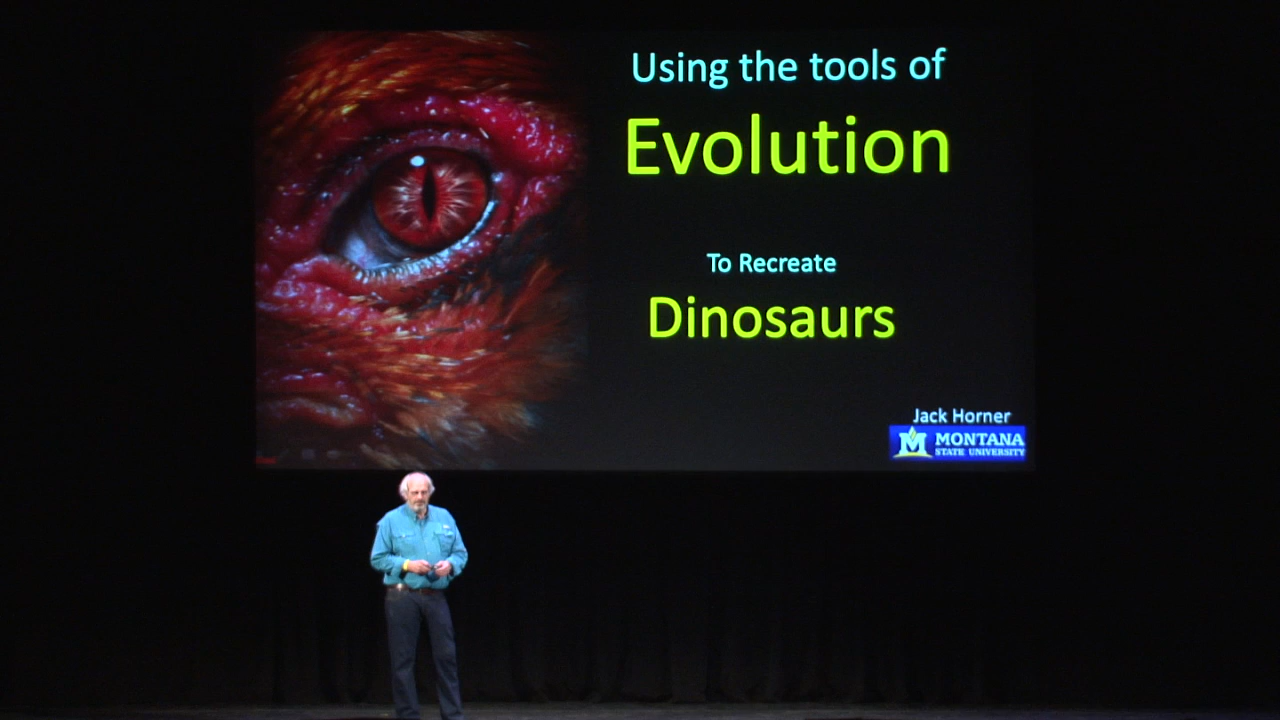 Using the tools of
Evolution
To Recreate
Dinosaurs
Jack Horner
MONTANA
STATE UNIVERSITY